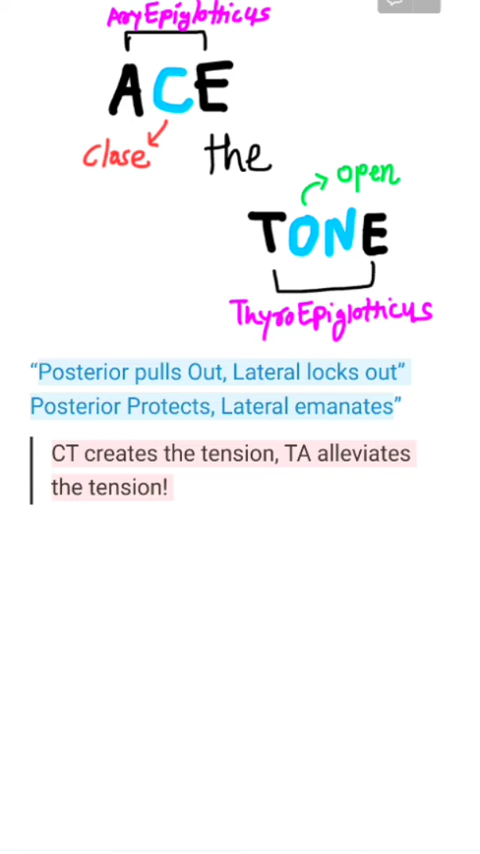 AryEpiglotticus
ACE
Close
the
open
TONE
ThyroEpiglotticus
“Posterior pulls Out, Lateral locks out”
Posterior Protects, Lateral emanates”
CT creates the tension, TA alleviates
the tension!